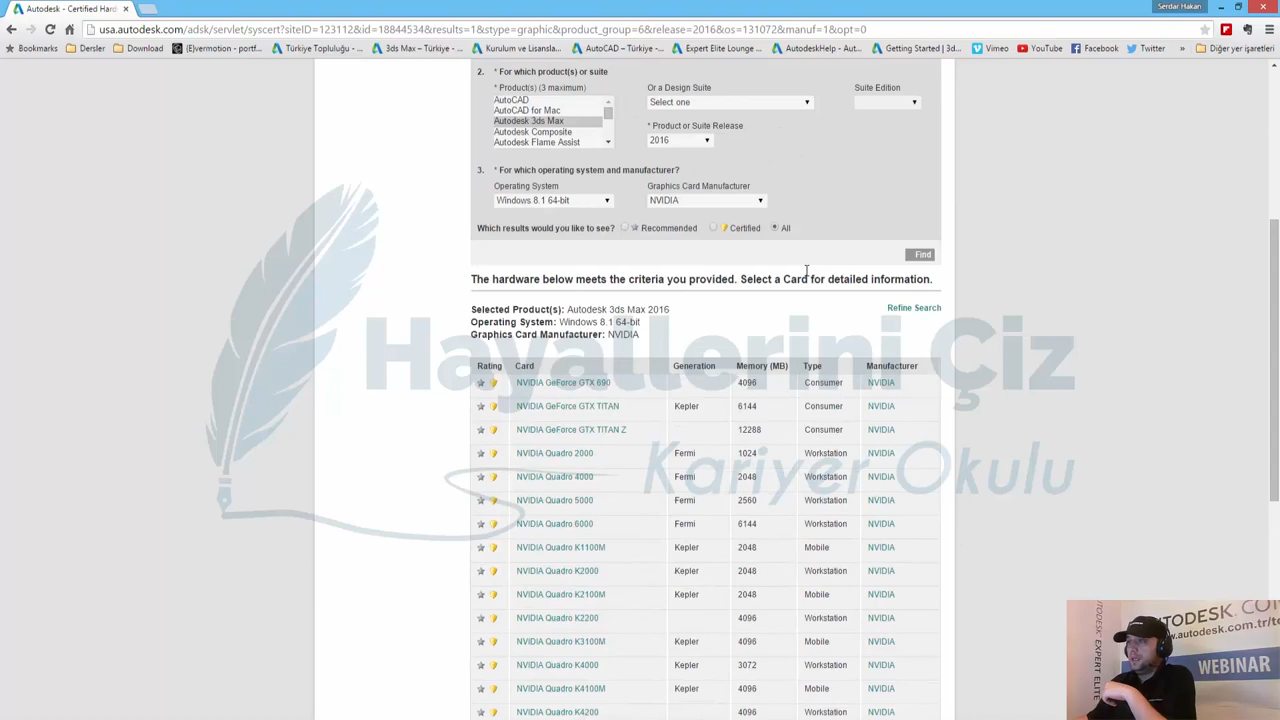 Autodesk - Certified Hard
Serdar Hakan
usa.autodesk.com/adsk/servlet/syscert?siteID=123112&id=18844534&results=1&stype=graphic&product_group=6&release=2016&os=131072&manuf=1&opt=0
Bookmarks Dersler Download (E)vermotion - portf... Türkiye Topluluğu - ... 3ds Max – Türkiye - ... Kurulum ve Lisansla... AutoCAD – Türkiye - ... Expert Elite Lounge ... AutodeskHelp - Aut... Getting Started | 3d... Vimeo YouTube Facebook Twitter » Diğer yer işaretleri
2. * For which product(s) or suite
* Product(s) (3 maximum) Or a Design Suite Suite Edition
AutoCAD
AutoCAD for Mac
Autodesk 3ds Max
Autodesk Composite
Autodesk Flame Assist
Select one
* Product or Suite Release
2016
3. * For which operating system and manufacturer?
Operating System Graphics Card Manufacturer
Windows 8.1 64-bit NVIDIA
Which results would you like to see? Recommended Certified All
Find
The hardware below meets the criteria you provided. Select a Card for detailed information.
Selected Product(s): Autodesk 3ds Max 2016 Refine Search
Operating System: Windows 8.1 64-bit
Graphics Card Manufacturer: NVIDIA
Rating Card Generation Memory (MB) Type Manufacturer
NVIDIA GeForce GTX 690 4096 Consumer NVIDIA
NVIDIA GeForce GTX TITAN Kepler 6144 Consumer NVIDIA
NVIDIA GeForce GTX TITAN Z 12288 Consumer NVIDIA
NVIDIA Quadro 2000 Fermi 1024 Workstation NVIDIA
NVIDIA Quadro 4000 Fermi 2048 Workstation NVIDIA
NVIDIA Quadro 5000 Fermi 2560 Workstation NVIDIA
NVIDIA Quadro 6000 Fermi 6144 Workstation NVIDIA
NVIDIA Quadro K1100M Kepler 2048 Mobile NVIDIA
NVIDIA Quadro K2000 Kepler 2048 Workstation NVIDIA
NVIDIA Quadro K2100M Kepler 2048 Mobile NVIDIA
NVIDIA Quadro K2200 4096 Workstation NVIDIA
NVIDIA Quadro K3100M Kepler 4096 Mobile NVIDIA
NVIDIA Quadro K4000 Kepler 3072 Workstation NVIDIA
NVIDIA Quadro K4100M Kepler 4096 Mobile NVIDIA
NVIDIA Quadro K4200 4096 Workstation
Hayallerini Çiz
Kariyer Okulu
UTODESK. COM
www.autodesk.com.tr/te
AUTODESK EXPERT ELITE
WEBINAR